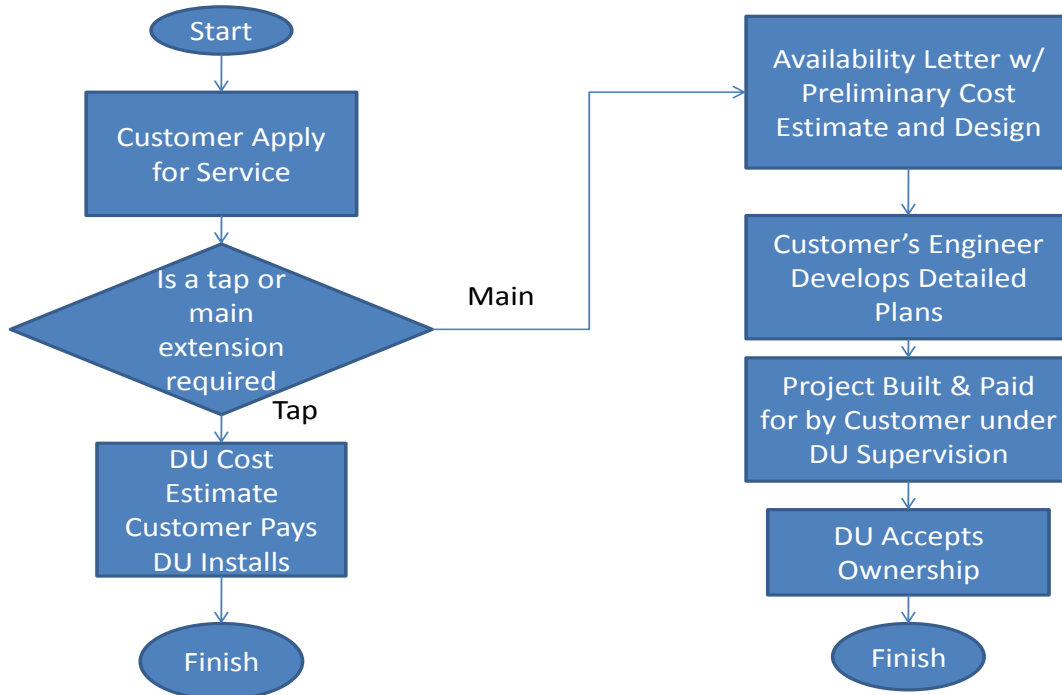 Start
Customer Apply
for Service
Is a tap or
main
extension
required
Main
Tap
DU Cost
Estimate
Customer Pays
DU Installs
Finish
Availability Letter w/
Preliminary Cost
Estimate and Design
Customer’s Engineer
Develops Detailed
Plans
Project Built & Paid
for by Customer under
DU Supervision
DU Accepts
Ownership
Finish